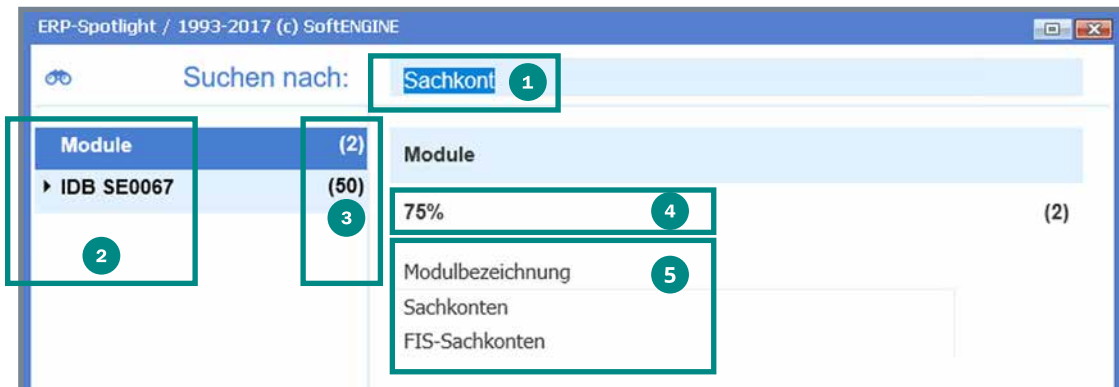 ERP-Spotlight / 1993-2017 (c) SoftENGINE
Suchen nach: Sachkont 1
Module (2)
IDB SE0067 (50)
2
3
Module
75% 4 (2)
Modulbezeichnung 5
Sachkonten
FIS-Sachkonten